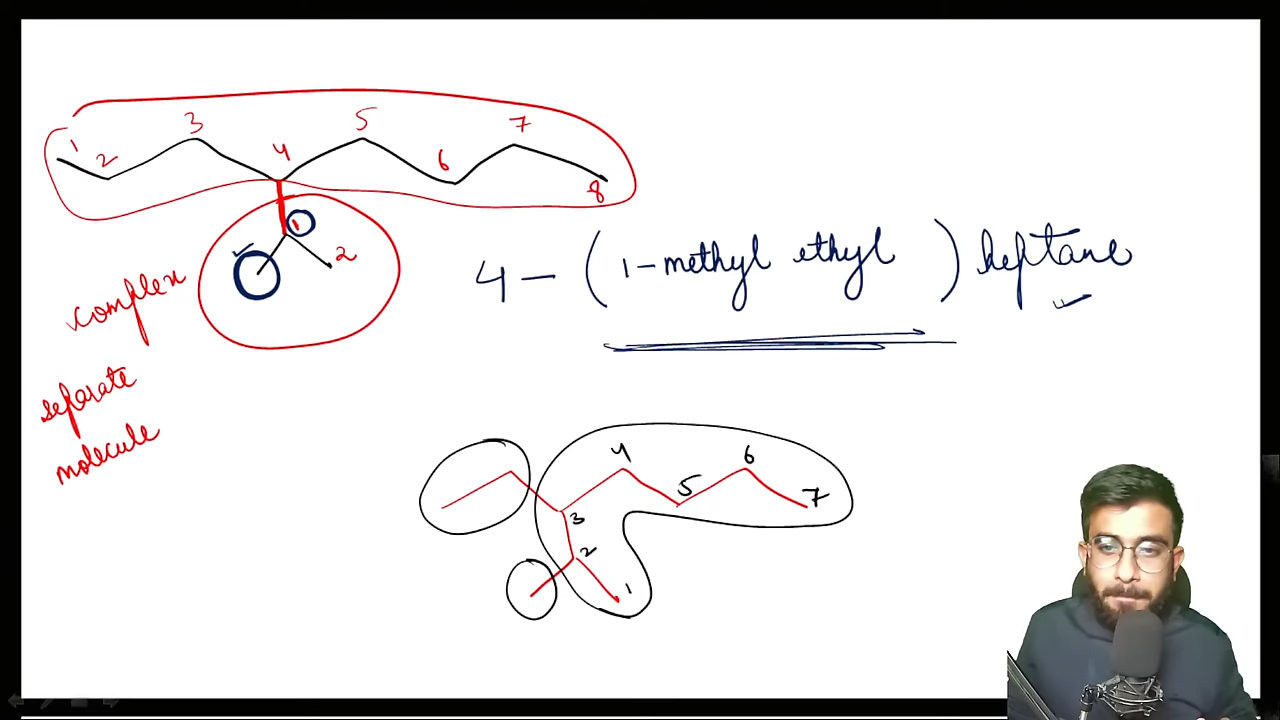 1 2 3 4 5 6 7 8
1 2
complex
separate
molecule
4 – ( 1 – methyl ethyl ) heptane
1 2 3 4 5 6 7